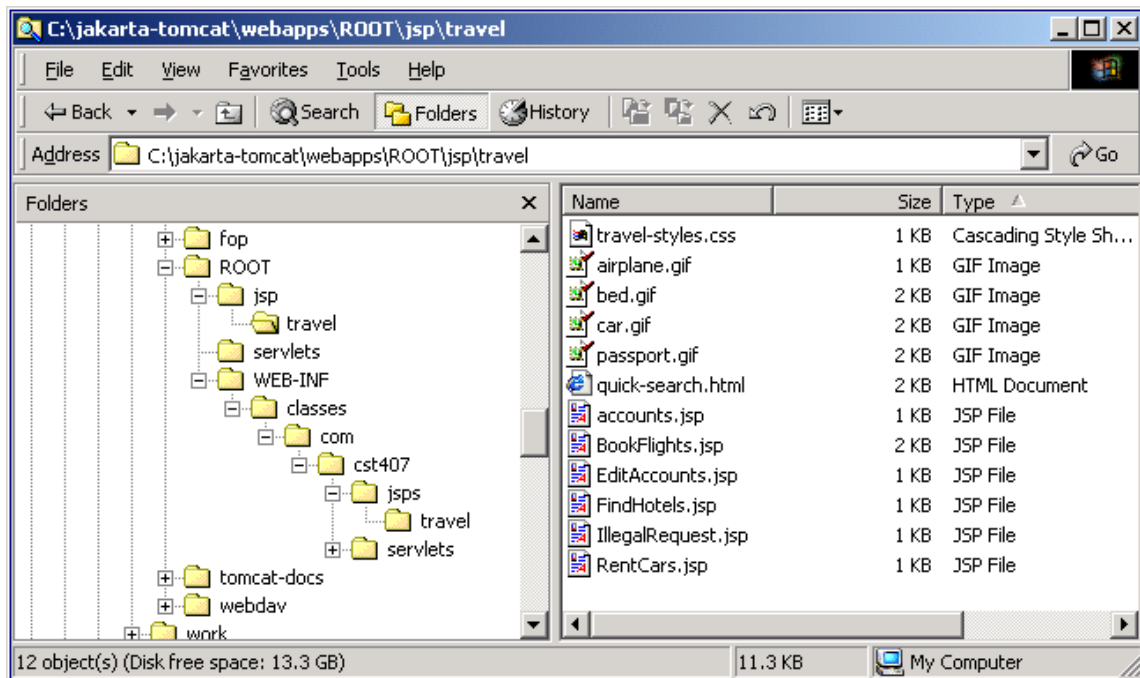 C:\jakarta-tomcat\webapps\ROOT\jsp\travel
File Edit View Favorites Tools Help
Back Search Folders History
Address C:\jakarta-tomcat\webapps\ROOT\jsp\travel Go
Folders
fop
ROOT
jsp
travel
servlets
WEB-INF
classes
com
cst407
jsps
travel
servlets
tomcat-docs
webdav
work
Name Size Type
travel-styles.css 1 KB Cascading Style Sh...
airplane.gif 1 KB GIF Image
bed.gif 2 KB GIF Image
car.gif 2 KB GIF Image
passport.gif 2 KB GIF Image
quick-search.html 2 KB HTML Document
accounts.jsp 1 KB JSP File
BookFlights.jsp 2 KB JSP File
EditAccounts.jsp 1 KB JSP File
FindHotels.jsp 1 KB JSP File
IllegalRequest.jsp 1 KB JSP File
RentCars.jsp 1 KB JSP File
12 object(s) (Disk free space: 13.3 GB) 11.3 KB My Computer